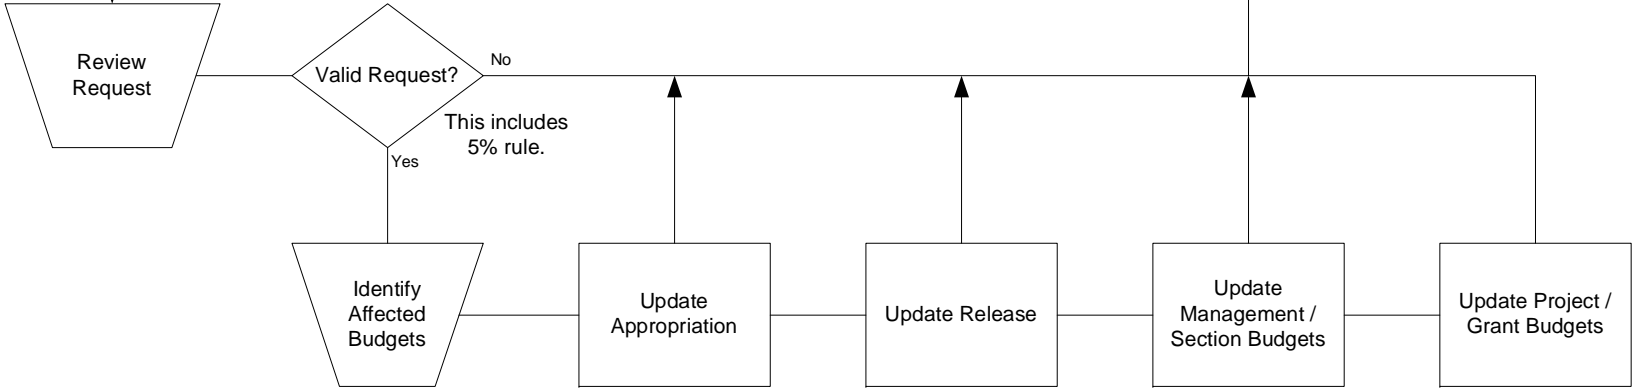 Review
Request
Valid Request?
No
This includes
5% rule.
Yes
Identify
Affected
Budgets
Update
Appropriation
Update Release
Update
Management /
Section Budgets
Update Project /
Grant Budgets